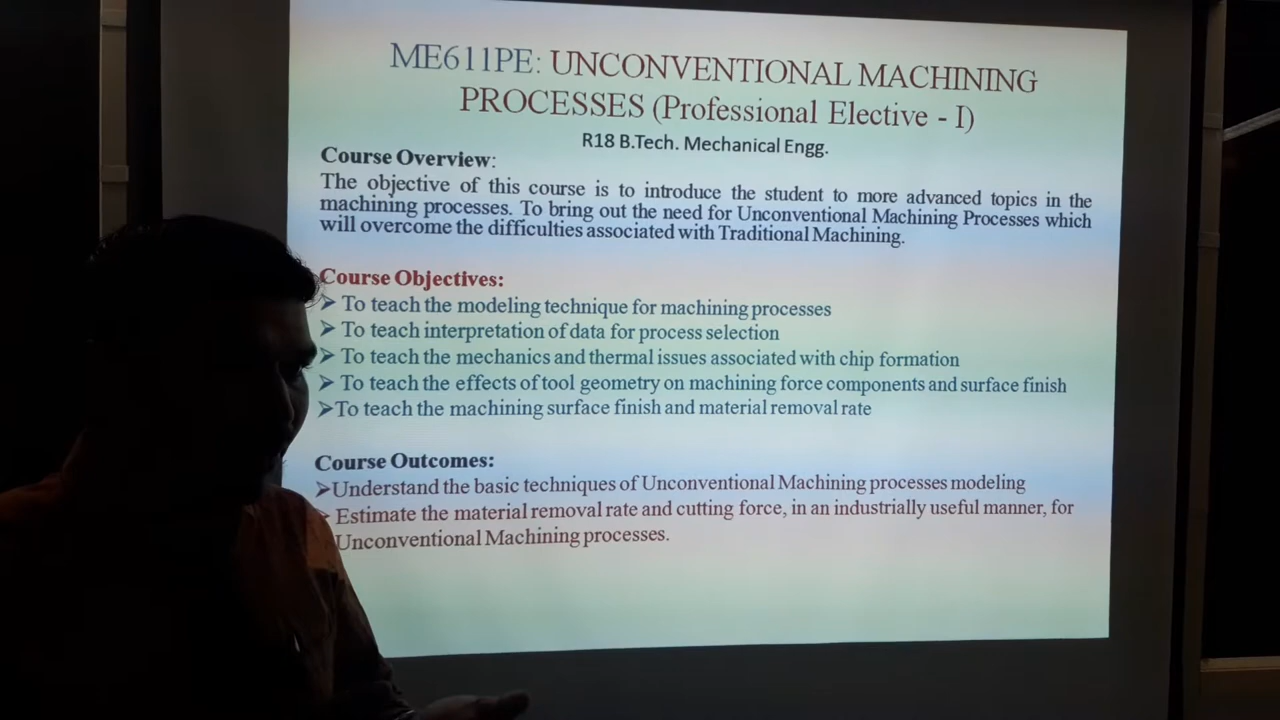 ME611PE: UNCONVENTIONAL MACHINING
PROCESSES (Professional Elective - I)
R18 B.Tech. Mechanical Engg.
Course Overview:
The objective of this course is to introduce the student to more advanced topics in the
machining processes. To bring out the need for Unconventional Machining Processes which
will overcome the difficulties associated with Traditional Machining.
Course Objectives:
➢ To teach the modeling technique for machining processes
➢ To teach interpretation of data for process selection
➢ To teach the mechanics and thermal issues associated with chip formation
➢ To teach the effects of tool geometry on machining force components and surface finish
➢To teach the machining surface finish and material removal rate
Course Outcomes:
➢Understand the basic techniques of Unconventional Machining processes modeling
➢ Estimate the material removal rate and cutting force, in an industrially useful manner, for
Unconventional Machining processes.